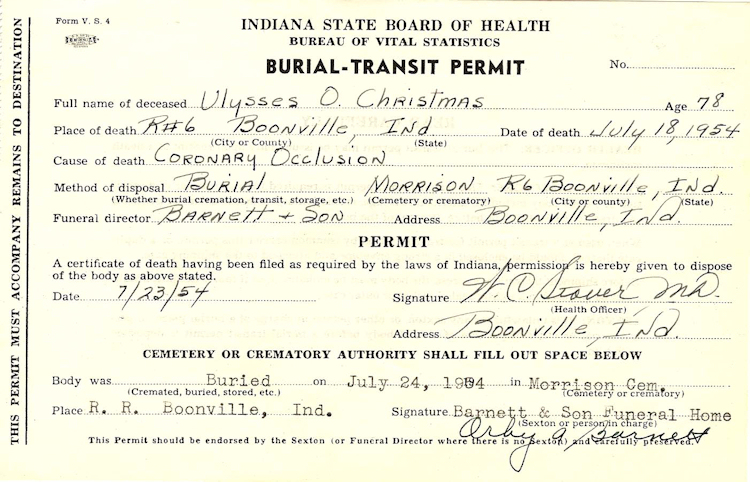 Form V. S. 4
INDIANA STATE BOARD OF HEALTH
BUREAU OF VITAL STATISTICS
BURIAL-TRANSIT PERMIT No.
Full name of deceased Ulysses O. Christmas Age 78
Place of death R#6 Boonville, Ind Date of death July 18, 1954
(City or County) (State)
Cause of death Coronary Occlusion
Method of disposal Burial Morrison R6 Boonville, Ind.
(Whether burial cremation, transit, storage, etc.) (Cemetery or crematory) (City or county) (State)
Funeral director Barnett + Son Address Boonville, Ind.
PERMIT
A certificate of death having been filed as required by the laws of Indiana, permission is hereby given to dispose
of the body as above stated.
Date 7/23/54 Signature W. C. Stover, MD.
(Health Officer)
Address Boonville, Ind.
CEMETERY OR CREMATORY AUTHORITY SHALL FILL OUT SPACE BELOW
Body was Buried on July 24, 1954 in Morrison Cem.
(Cremated, buried, stored, etc.) (Cemetery or crematory)
Place R. R. Boonville, Ind. Signature Barnett & Son Funeral Home
(Sexton or person in charge)
Orby A Barnett
This Permit should be endorsed by the Sexton (or Funeral Director where there is no Sexton) and carefully preserved.
THIS PERMIT MUST ACCOMPANY REMAINS TO DESTINATION